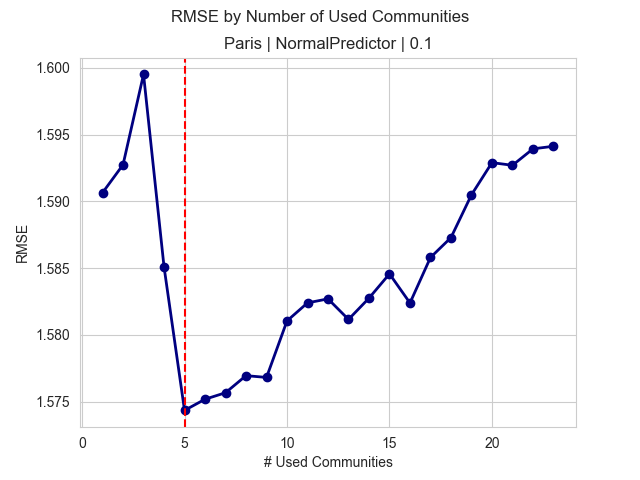 RMSE by Number of Used Communities
Paris | NormalPredictor | 0.1
1.600
1.595
1.590
1.585
1.580
1.575
RMSE
0 5 10 15 20
# Used Communities